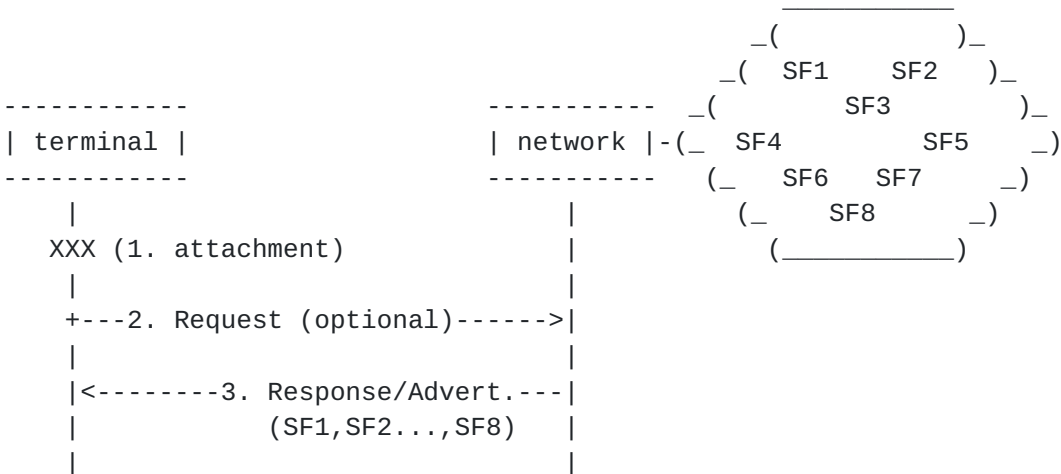 SF1 SF2
SF3
| terminal | | network |-(_ SF4 SF5 _)
SF6 SF7
SF8
XXX (1. attachment)
+---2. Request (optional)------>|
|<--------3. Response/Advert.---|
(SF1,SF2...,SF8)